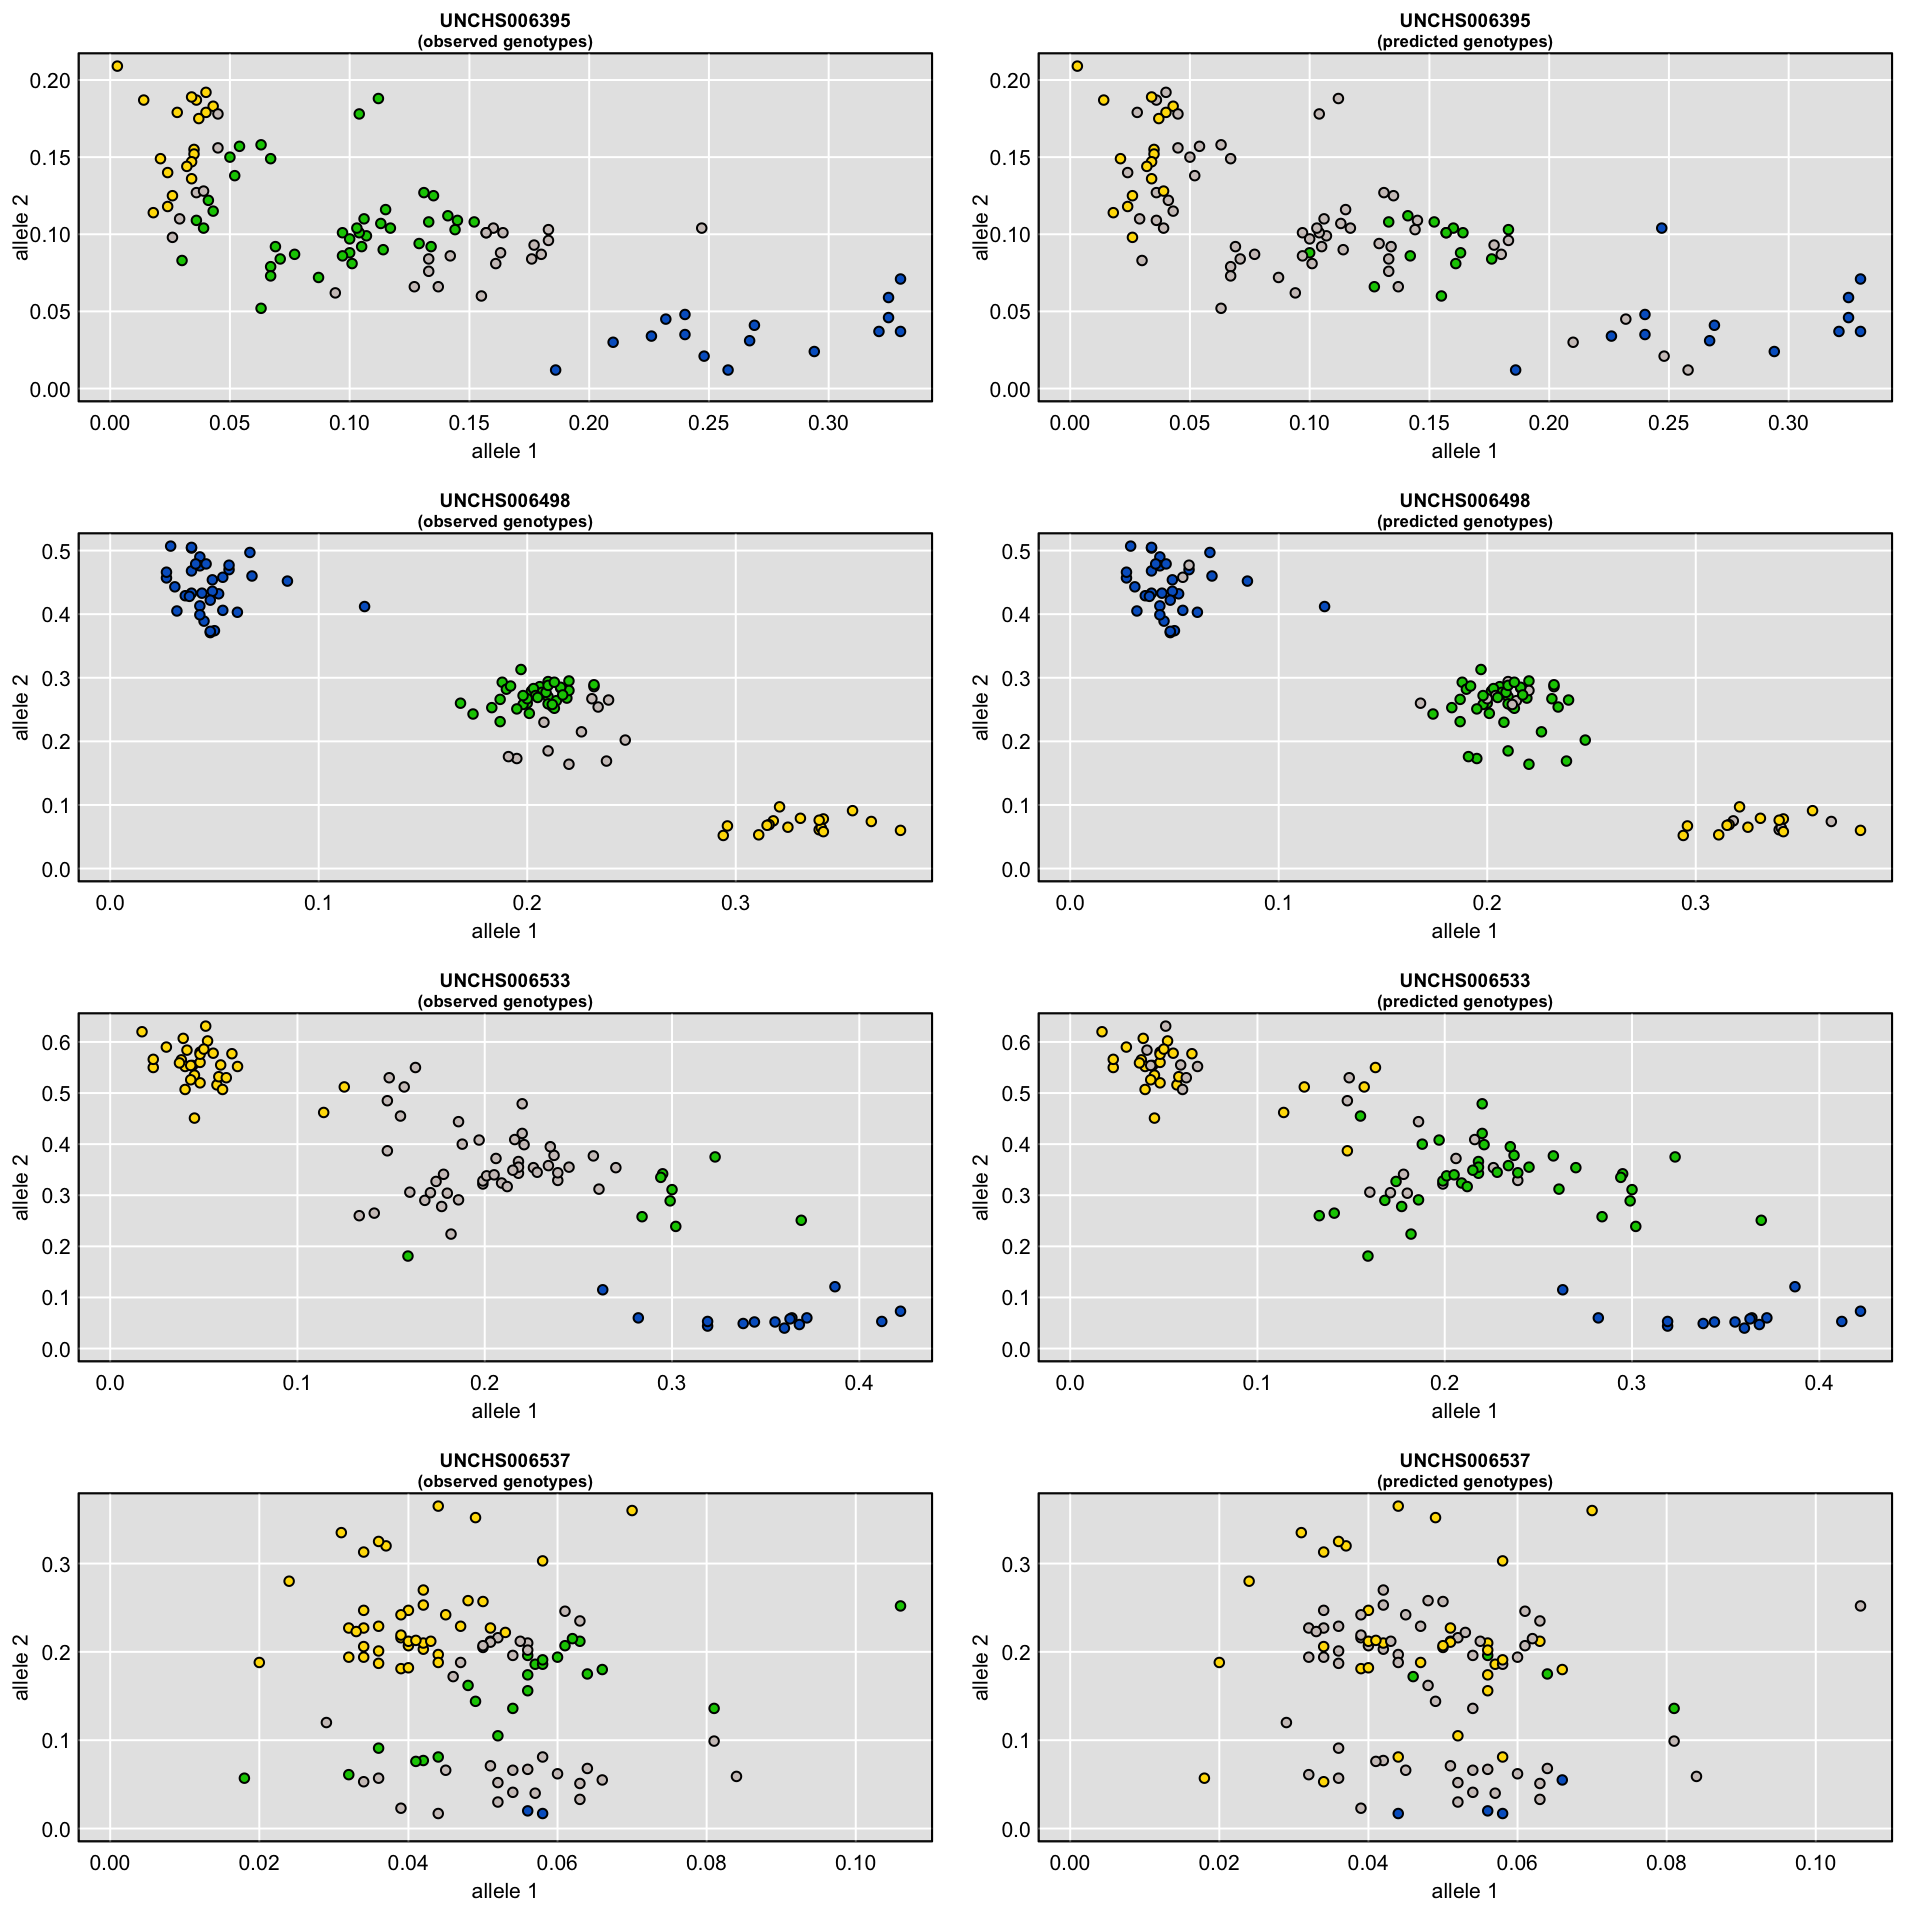 UNCHS006395
(observed genotypes)
0.20
0.15
0.10
0.05
0.00
allele 2
0.00 0.05 0.10 0.15 0.20 0.25 0.30
allele 1
UNCHS006395
(predicted genotypes)
0.20
0.15
0.10
0.05
0.00
allele 2
0.00 0.05 0.10 0.15 0.20 0.25 0.30
allele 1
UNCHS006498
(observed genotypes)
0.5
0.4
0.3
0.2
0.1
0.0
allele 2
0.0 0.1 0.2 0.3
allele 1
UNCHS006498
(predicted genotypes)
0.5
0.4
0.3
0.2
0.1
0.0
allele 2
0.0 0.1 0.2 0.3
allele 1
UNCHS006533
(observed genotypes)
0.6
0.5
0.4
0.3
0.2
0.1
0.0
allele 2
0.0 0.1 0.2 0.3 0.4
allele 1
UNCHS006533
(predicted genotypes)
0.6
0.5
0.4
0.3
0.2
0.1
0.0
allele 2
0.0 0.1 0.2 0.3 0.4
allele 1
UNCHS006537
(observed genotypes)
0.3
0.2
0.1
0.0
allele 2
0.00 0.02 0.04 0.06 0.08 0.10
allele 1
UNCHS006537
(predicted genotypes)
0.3
0.2
0.1
0.0
allele 2
0.00 0.02 0.04 0.06 0.08 0.10
allele 1